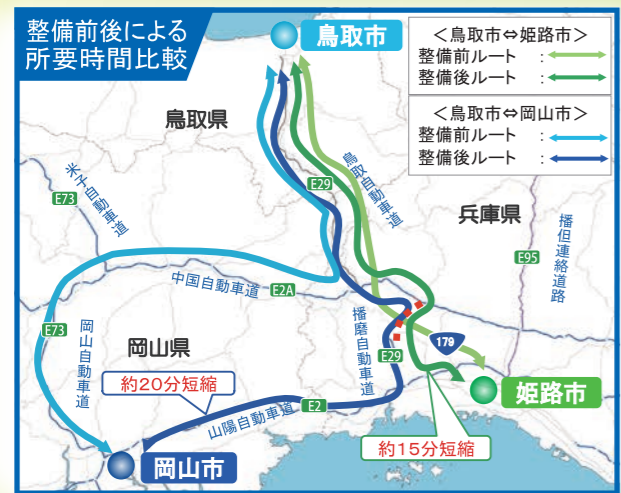 整備前後による
所要時間比較
鳥取市
＜鳥取市⇔姫路市＞
整備前ルート ：
整備後ルート ：
＜鳥取市⇔岡山市＞
整備前ルート ：
整備後ルート ：
鳥取県
鳥取自動車道
E29
米子自動車道
E73
兵庫県
播但連絡道路
E95
中国自動車道
E2A
E73
岡山自動車道
岡山県
播磨自動車道
E29
179
約20分短縮
山陽自動車道
E2
姫路市
約15分短縮
岡山市